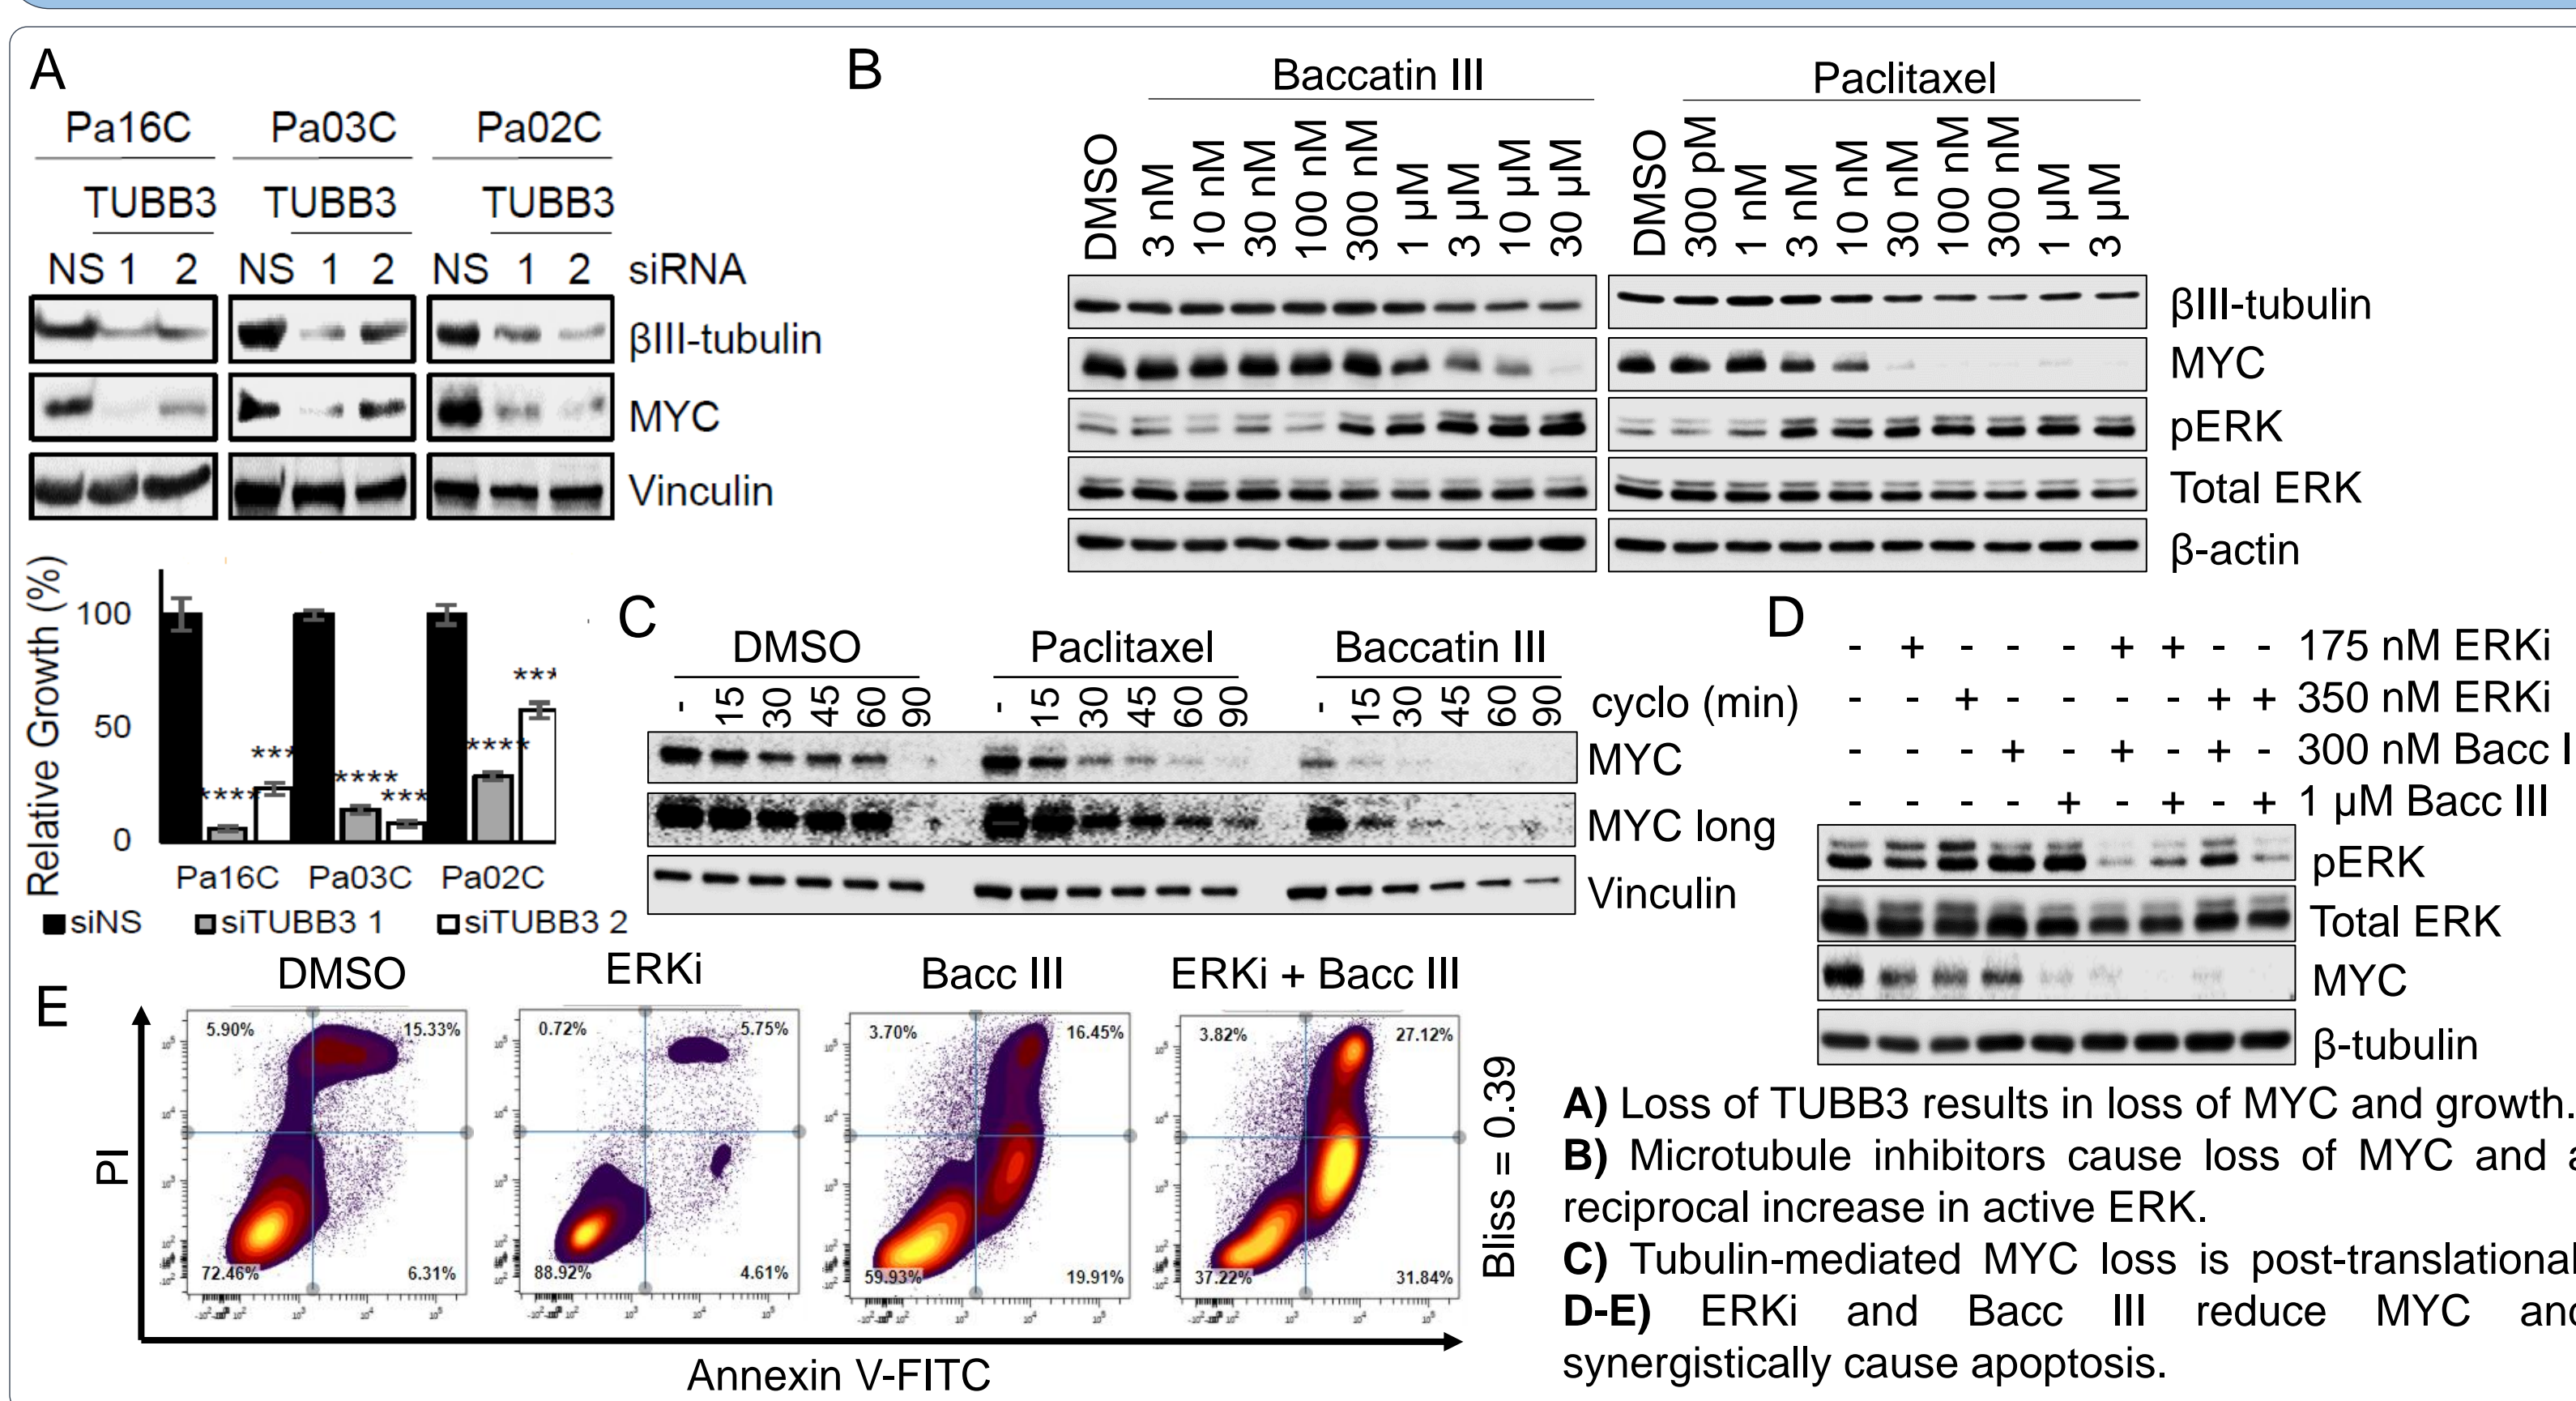 A
Pa16C Pa03C Pa02C
TUBB3 TUBB3 TUBB3
NS 1 2 NS 1 2 NS 1 2 siRNA
βIII-tubulin
MYC
Vinculin
Relative Growth (%)
100
50
0
**** *** **** *** **** ***
Pa16C Pa03C Pa02C
siNS siTUBB3 1 siTUBB3 2
B
Baccatin III Paclitaxel
DMSO 3 nM 10 nM 30 nM 100 nM 300 nM 1 µM 3 µM 10 µM 30 µM DMSO 300 pM 1 nM 3 nM 10 nM 30 nM 100 nM 300 nM 1 µM 3 µM
βIII-tubulin
MYC
pERK
Total ERK
β-actin
C
DMSO Paclitaxel Baccatin III
- 15 30 45 60 90 - 15 30 45 60 90 - 15 30 45 60 90 cyclo (min)
MYC
MYC long
Vinculin
D
- + - - - + + - - 175 nM ERKi
- - + - - - - + + 350 nM ERKi
- - - + - + - + - 300 nM Bacc I
- - - - + - + - + 1 µM Bacc III
pERK
Total ERK
MYC
β-tubulin
E
DMSO ERKi Bacc III ERKi + Bacc III
5.90% 15.33% 0.72% 5.75% 3.70% 16.45% 3.82% 27.12%
72.46% 6.31% 88.92% 4.61% 59.93% 19.91% 37.22% 31.84%
PI
Annexin V-FITC
Bliss = 0.39
A) Loss of TUBB3 results in loss of MYC and growth.
B) Microtubule inhibitors cause loss of MYC and a
reciprocal increase in active ERK.
C) Tubulin-mediated MYC loss is post-translational
D-E) ERKi and Bacc III reduce MYC and
synergistically cause apoptosis.